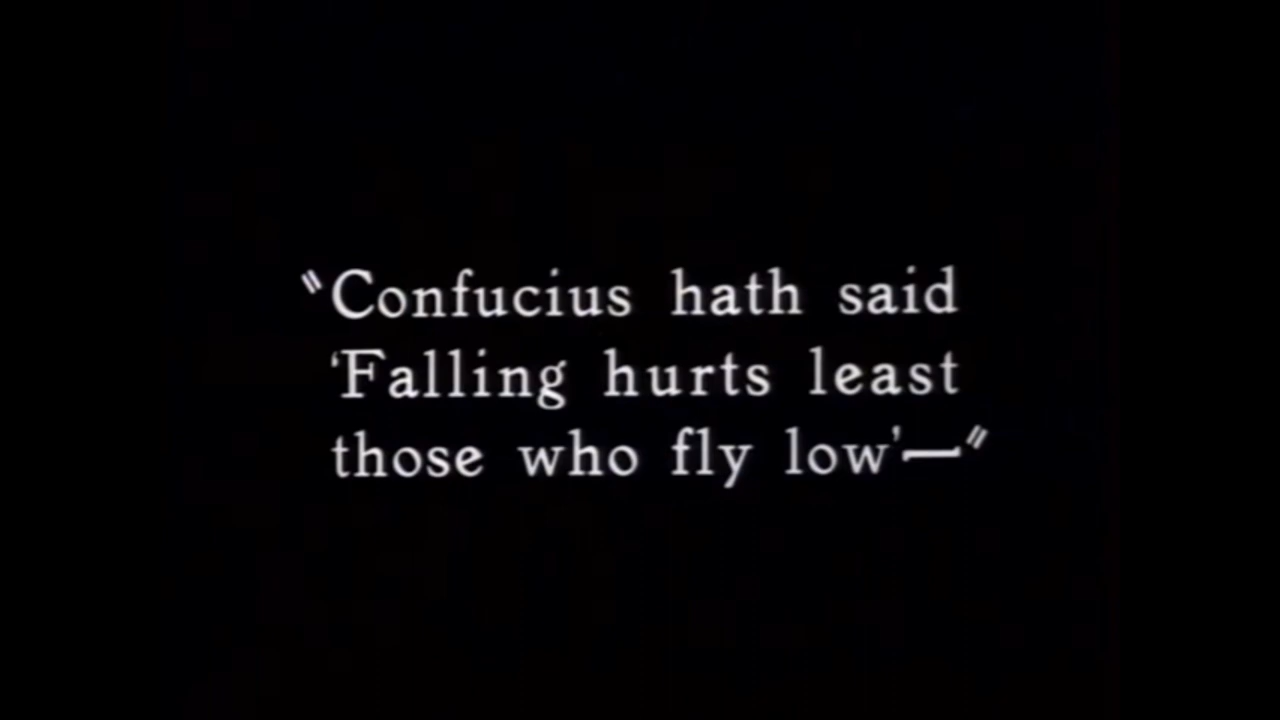 "Confucius hath said
'Falling hurts least
those who fly low'—"